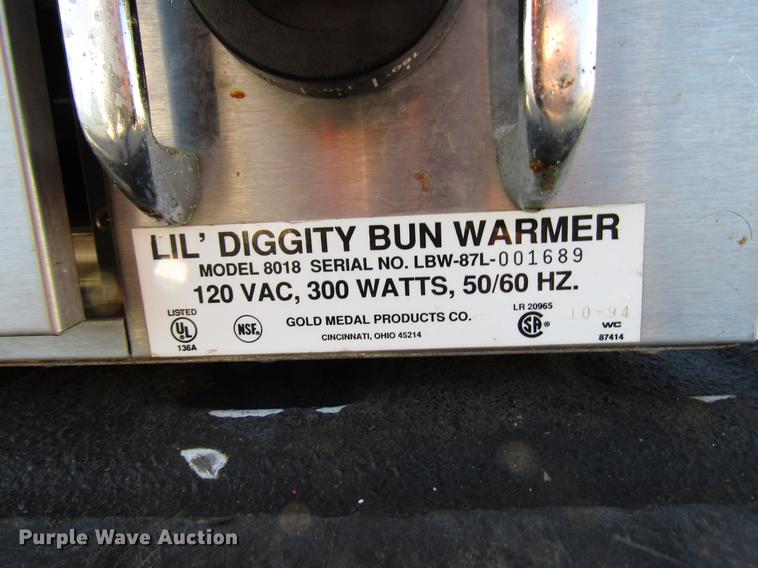 LIL' DIGGITY BUN WARMER
MODEL 8018 SERIAL NO. LBW-87L-001689
120 VAC, 300 WATTS, 50/60 HZ.
LISTED
UL
136A
NSF
GOLD MEDAL PRODUCTS CO.
CINCINNATI, OHIO 45214
LR 20965
SA ®
10-94
WC
87414
Purple Wave Auction